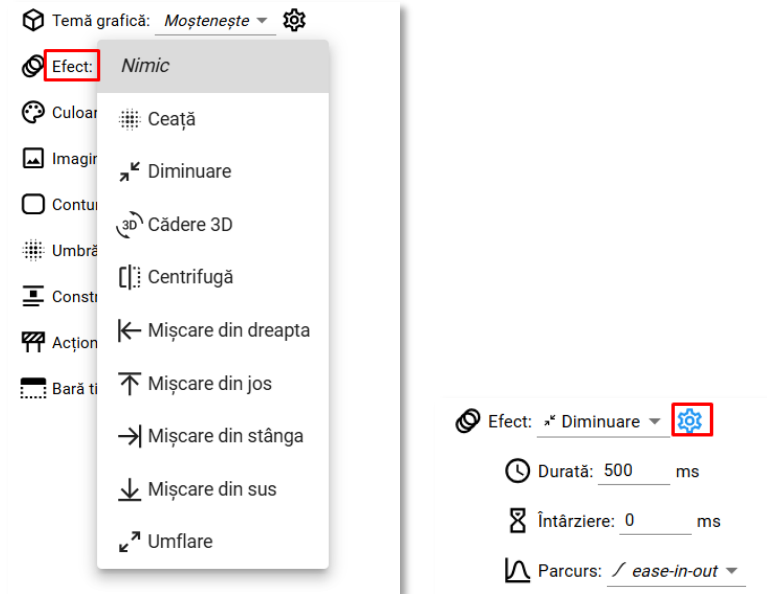 Temă grafică: Moștenește
Efect:
Nimic
Culoar
Ceață
Imagin
Diminuare
Contur
3D Cădere 3D
Umbră
Centrifugă
Constr
Mișcare din dreapta
Acțion
Mișcare din jos
Bară ti
Mișcare din stânga
Mișcare din sus
Umflare
Efect: Diminuare
Durată: 500 ms
Întârziere: 0 ms
Parcurs: ease-in-out